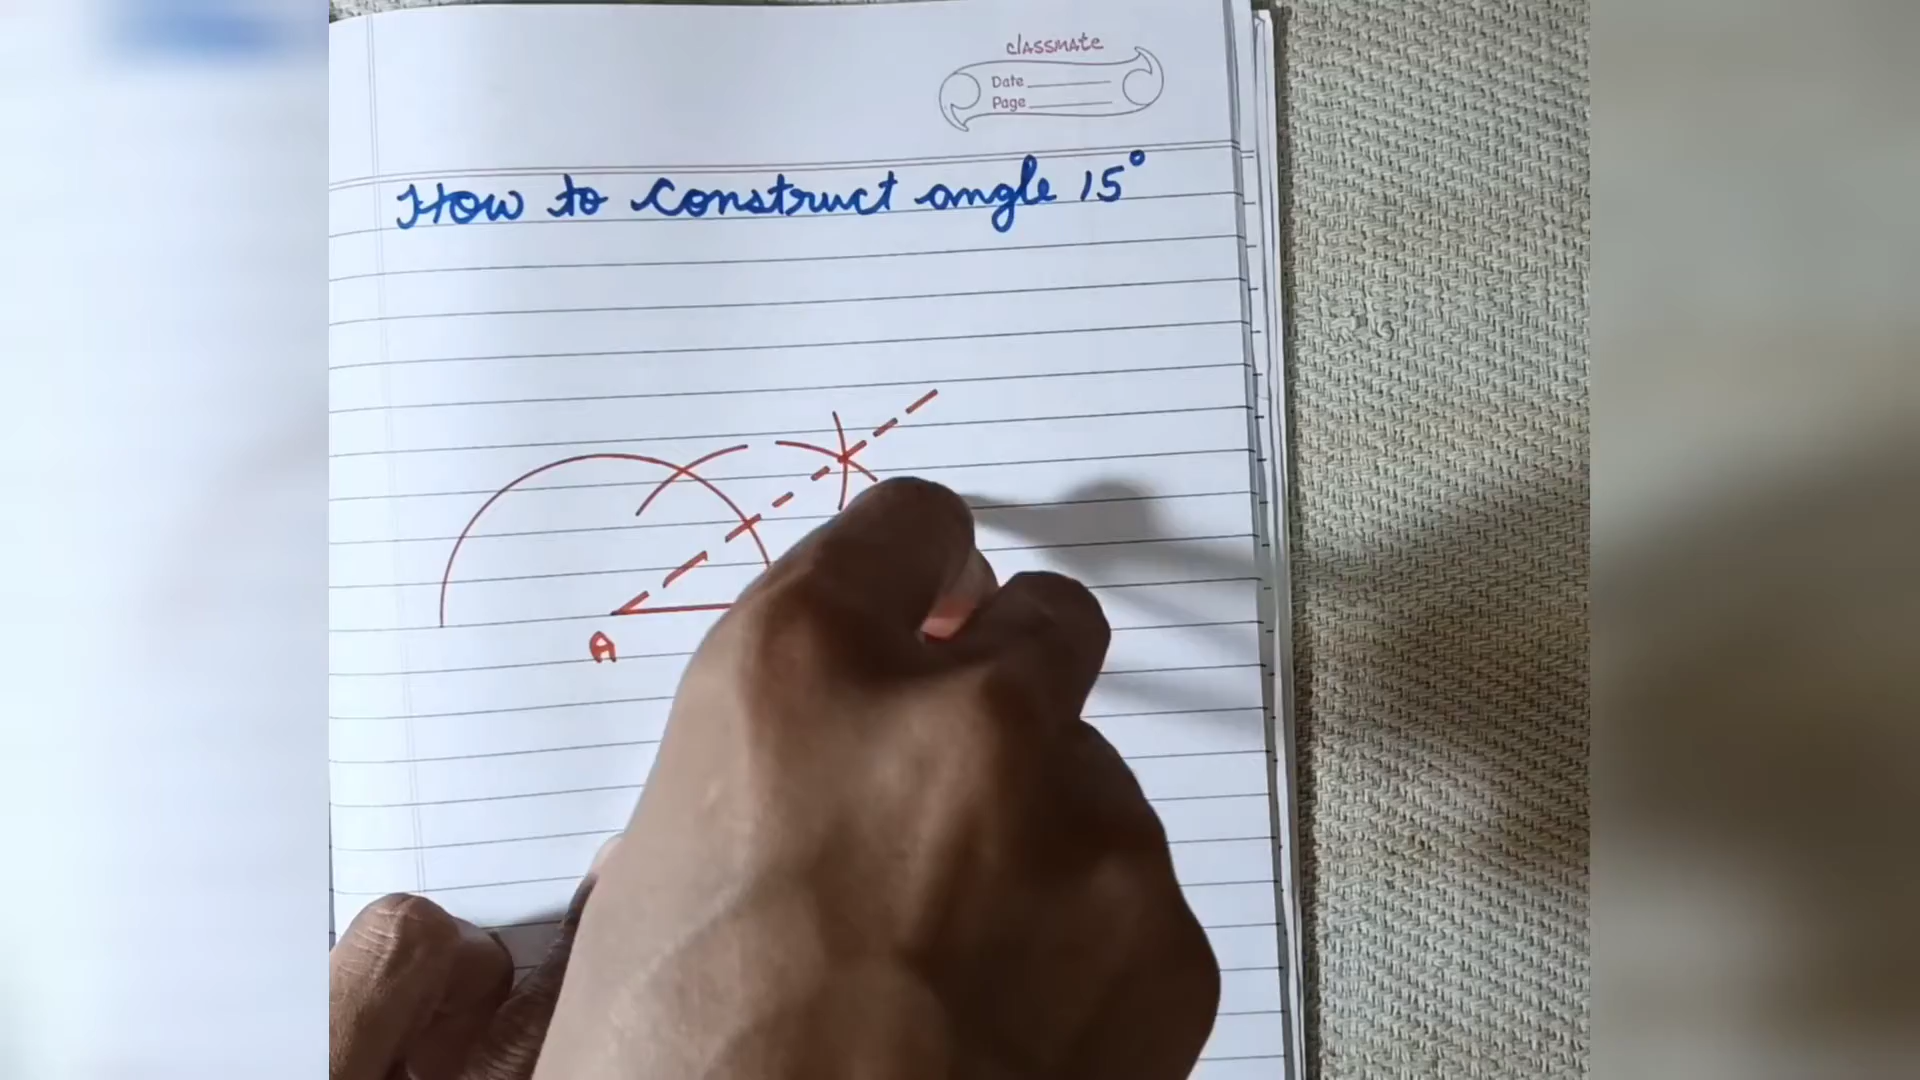 classmate
Date
Page
How to construct angle 15°
A